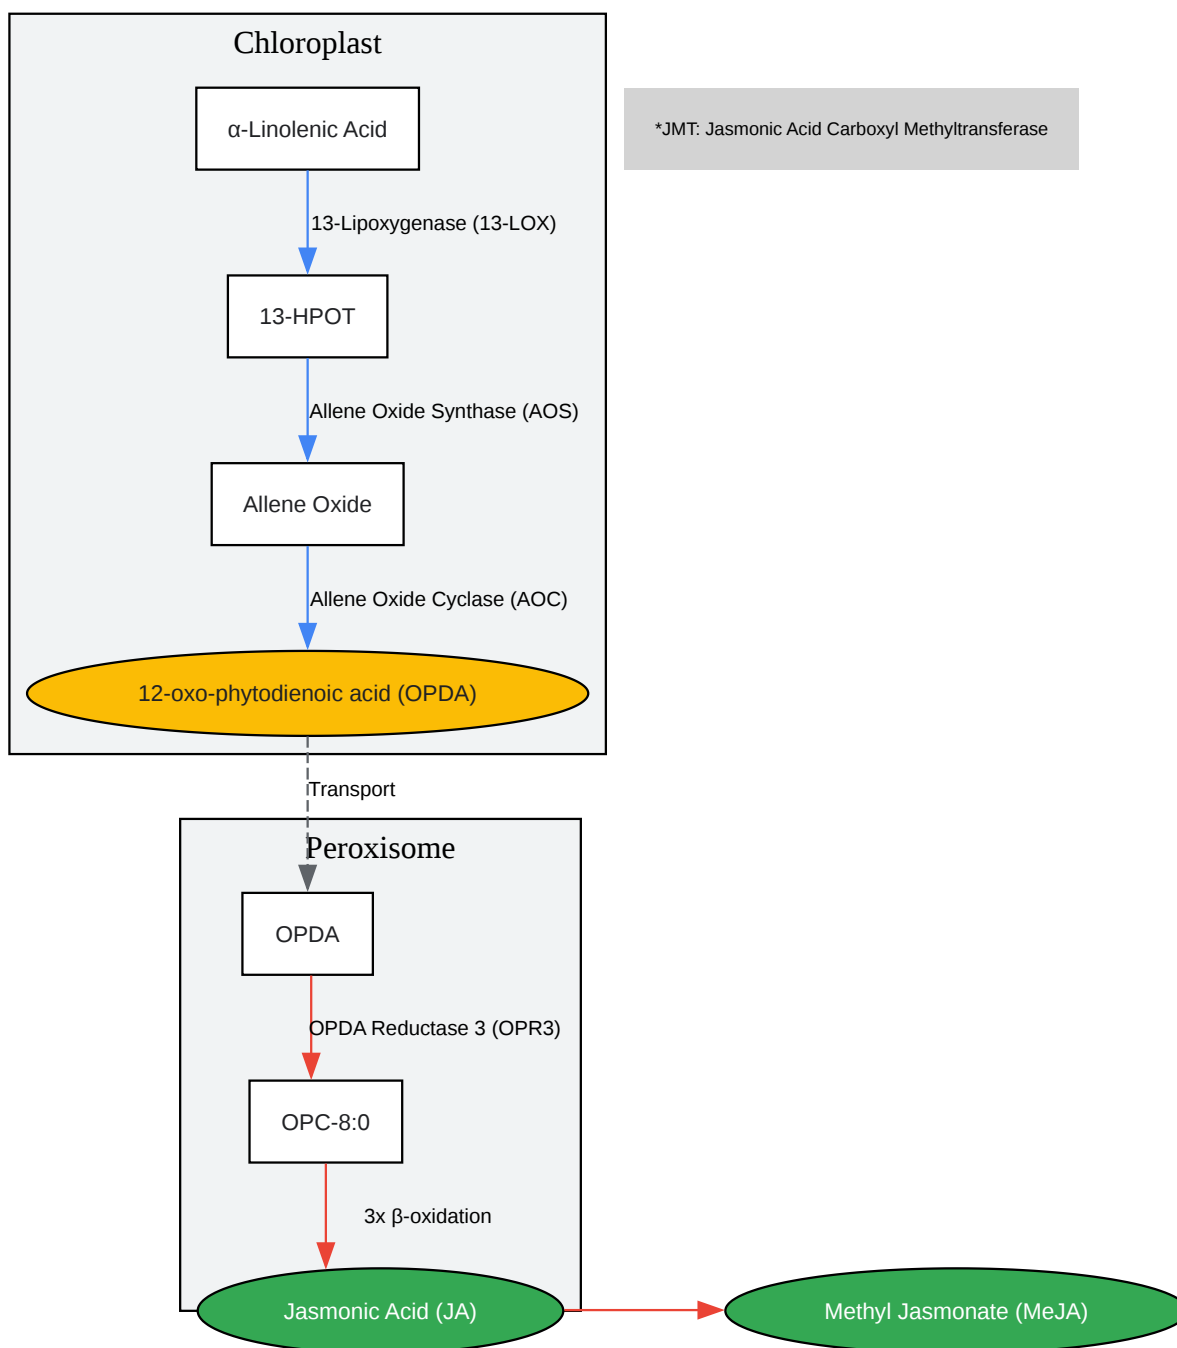 Chloroplast
α-Linolenic Acid
*JMT: Jasmonic Acid Carboxyl Methyltransferase
13-Lipoxygenase (13-LOX)
13-HPOT
Allene Oxide Synthase (AOS)
Allene Oxide
Allene Oxide Cyclase (AOC)
12-oxo-phytodienoic acid (OPDA)
Transport
Peroxisome
OPDA
OPDA Reductase 3 (OPR3)
OPC-8:0
3x β-oxidation
Jasmonic Acid (JA)
Methyl Jasmonate (MeJA)